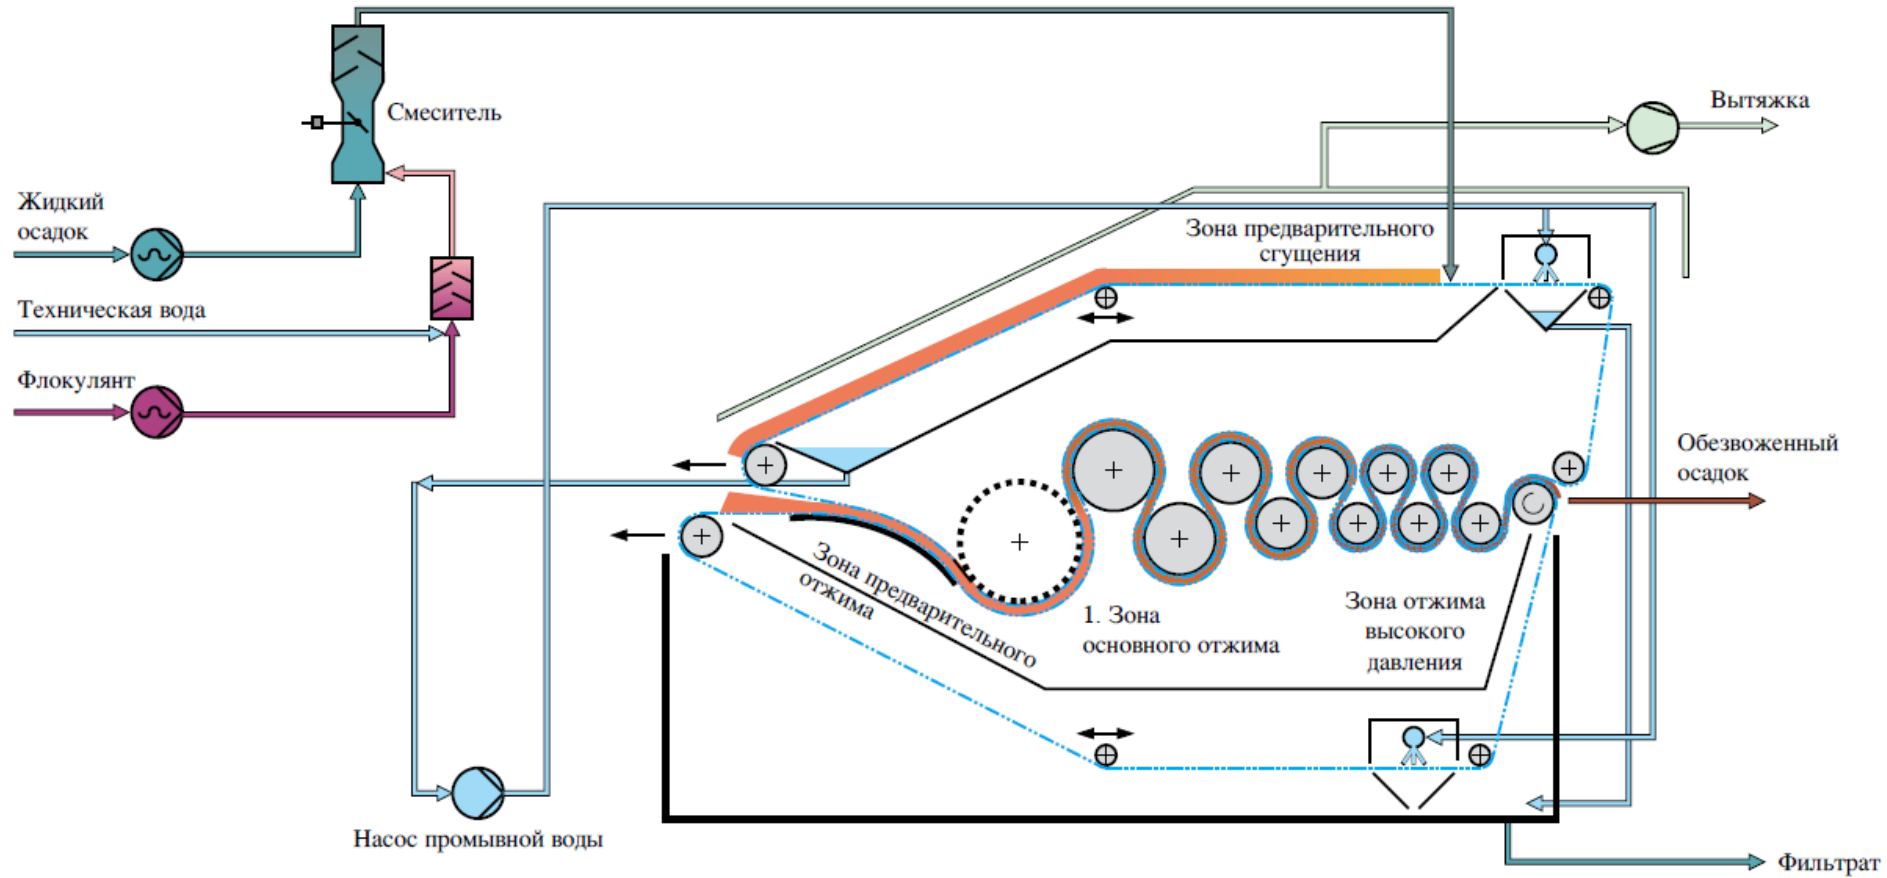 Смеситель
Вытяжка
Жидкий
осадок
Зона предварительного
сгущения
Техническая вода
Флокулянт
Обезвоженный
осадок
Зона предварительного
отжима
1. Зона
основного отжима
Зона отжима
высокого
давления
Насос промывной воды
Фильтрат